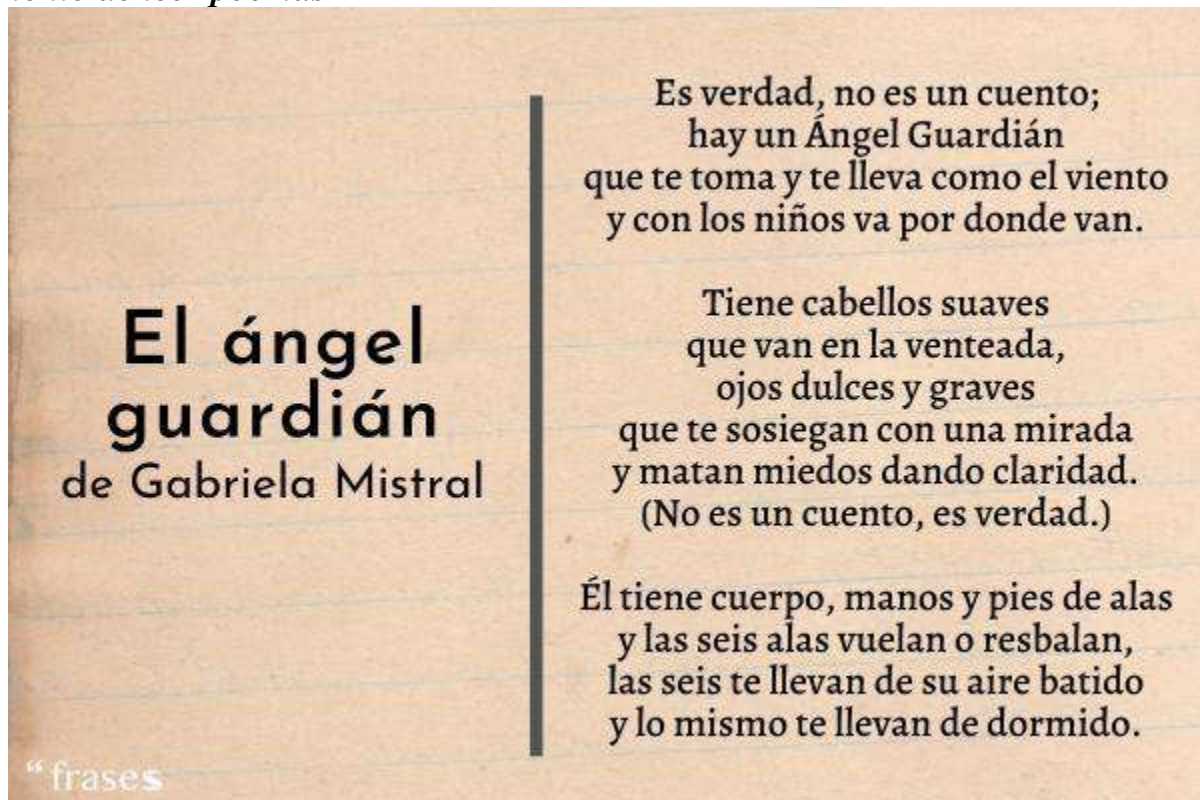 El ángel
guardián
de Gabriela Mistral
Es verdad, no es un cuento;
hay un Ángel Guardián
que te toma y te lleva como el viento
y con los niños va por donde van.
Tiene cabellos suaves
que van en la venteada,
ojos dulces y graves
que te sosiegan con una mirada
y matan miedos dando claridad.
(No es un cuento, es verdad.)
Él tiene cuerpo, manos y pies de alas
y las seis alas vuelan o resbalan,
las seis te llevan de su aire batido
y lo mismo te llevan de dormido.
“frases